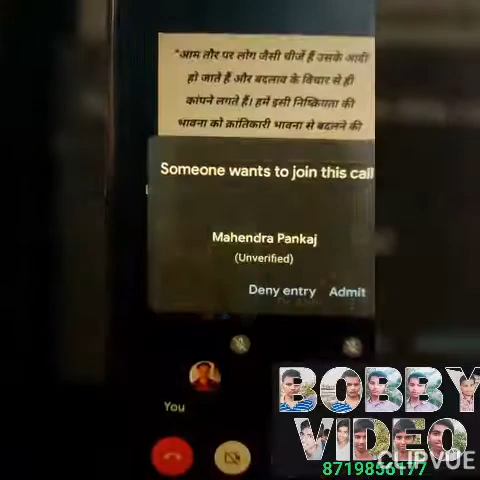 "आम तौर पर लोग जैसी चीजें हैं उसके आदी
हो जाते हैं और बदलाव के विचार से ही
कांपने लगते हैं। हमें इसी निष्क्रियता की
भावना को क्रांतिकारी भावना से बदलने की
Someone wants to join this call
Mahendra Pankaj
(Unverified)
Deny entry Admit
You
BOBBY
VIDEO
CLIPVUE
8719856177